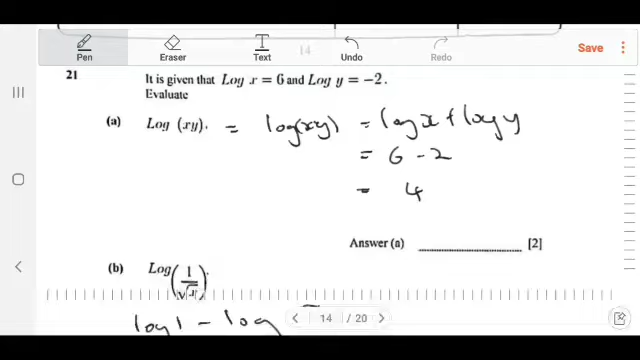 14
Pen
Eraser
Text
Undo
Redo
Save
21 It is given that Log x = 6 and Log y = −2.
Evaluate
(a) Log (xy). = log(xy) = log x + log y
= 6 - 2
= 4
Answer (a) [2]
(b) Log(1/√x).
log 1 - log
14 / 20